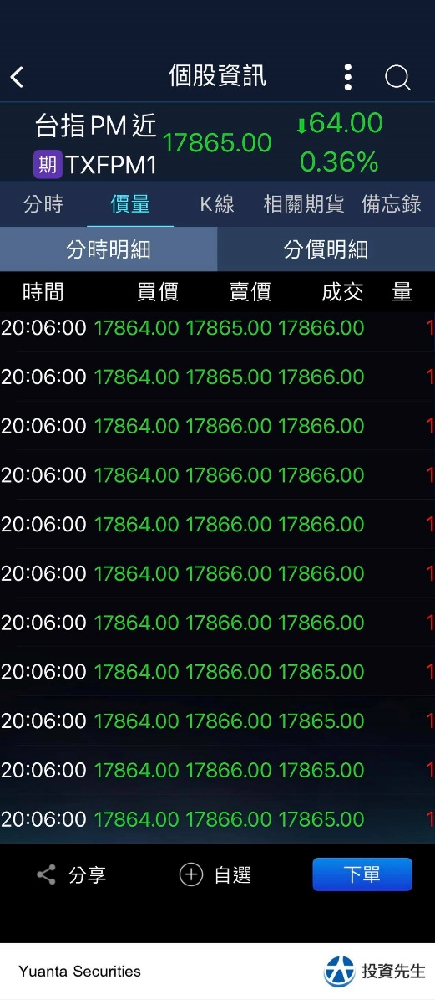 個股資訊
台指PM近
17865.00
↓64.00
期 TXFPM1
0.36%
分時 價量 K線 相關期貨 備忘錄
分時明細 分價明細
時間 買價 賣價 成交 量
20:06:00 17864.00 17865.00 17866.00 1
20:06:00 17864.00 17865.00 17866.00 1
20:06:00 17864.00 17866.00 17866.00 1
20:06:00 17864.00 17866.00 17866.00 1
20:06:00 17864.00 17866.00 17866.00 1
20:06:00 17864.00 17866.00 17866.00 1
20:06:00 17864.00 17866.00 17866.00 1
20:06:00 17864.00 17866.00 17865.00 1
20:06:00 17864.00 17866.00 17865.00 1
20:06:00 17864.00 17866.00 17865.00 1
20:06:00 17864.00 17866.00 17865.00 1
分享 自選 下單
Yuanta Securities 投資先生